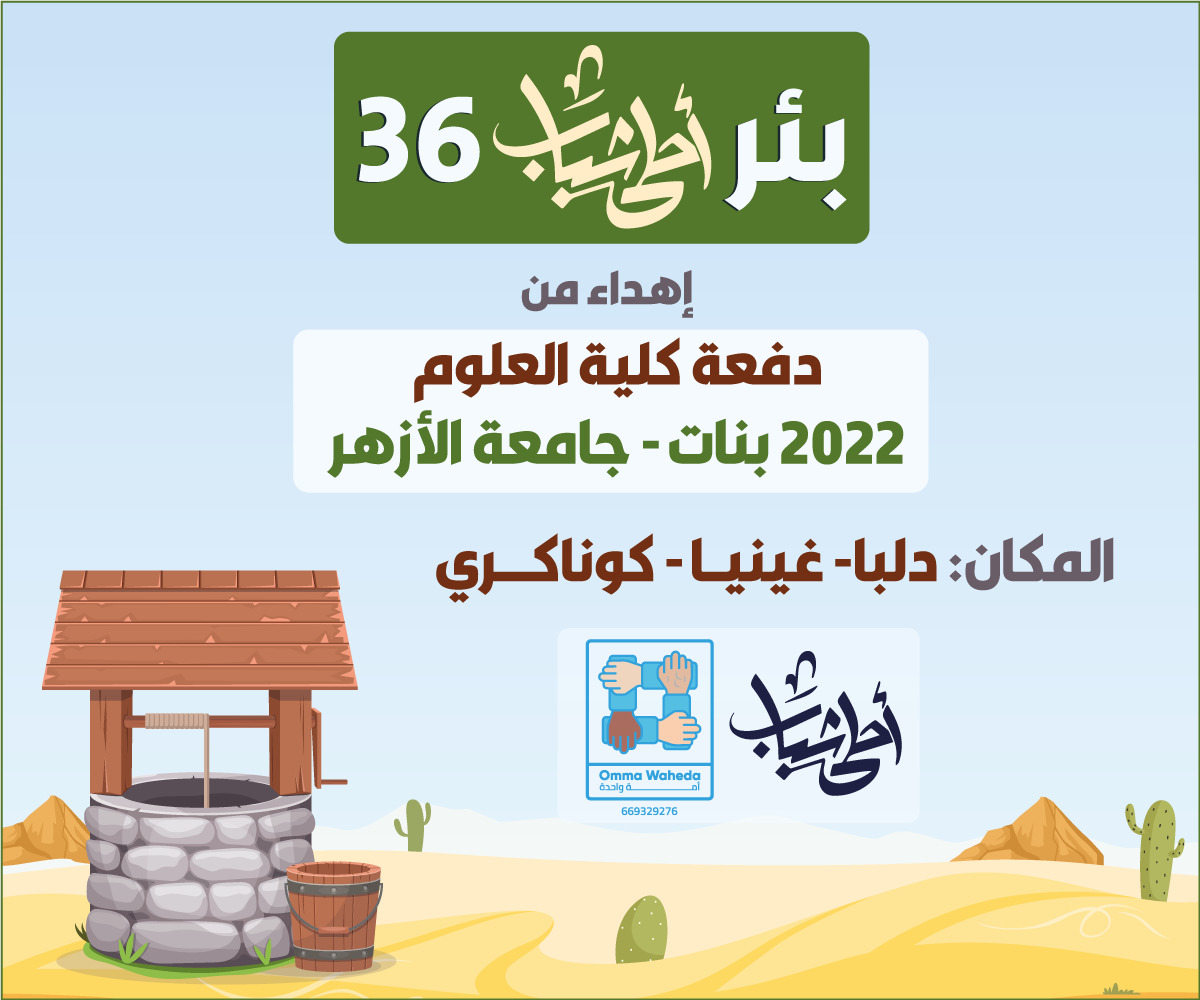 بئر أحلى شباب 36
إهداء من
دفعة كلية العلوم
2022 بنات - جامعة الأزهر
المكان: دلبا- غينيا - كوناكري
أحلى شباب
Omma Waheda
أمة واحدة
669329276